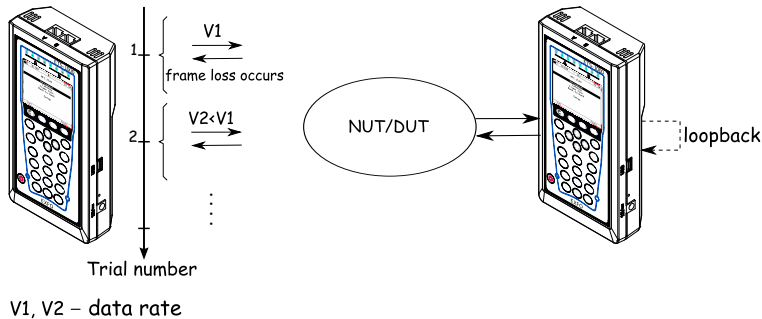 V1
1
frame loss occurs
V2<V1
2
NUT/DUT
loopback
Trial number
V1, V2 – data rate